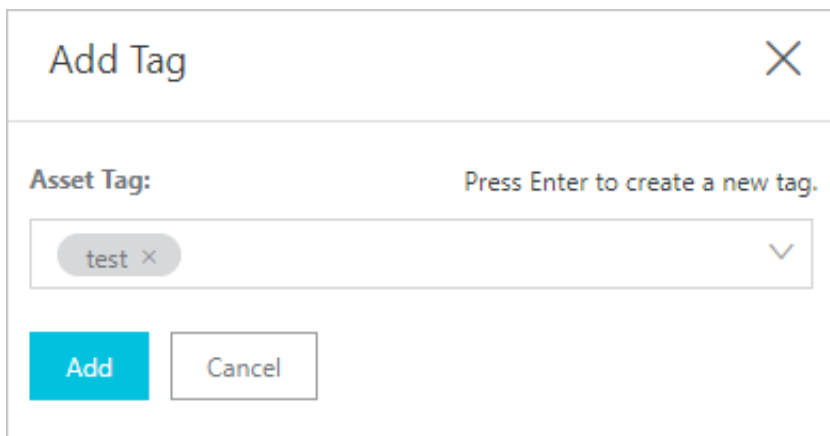 Add Tag
Asset Tag: Press Enter to create a new tag.
test ×
Add Cancel